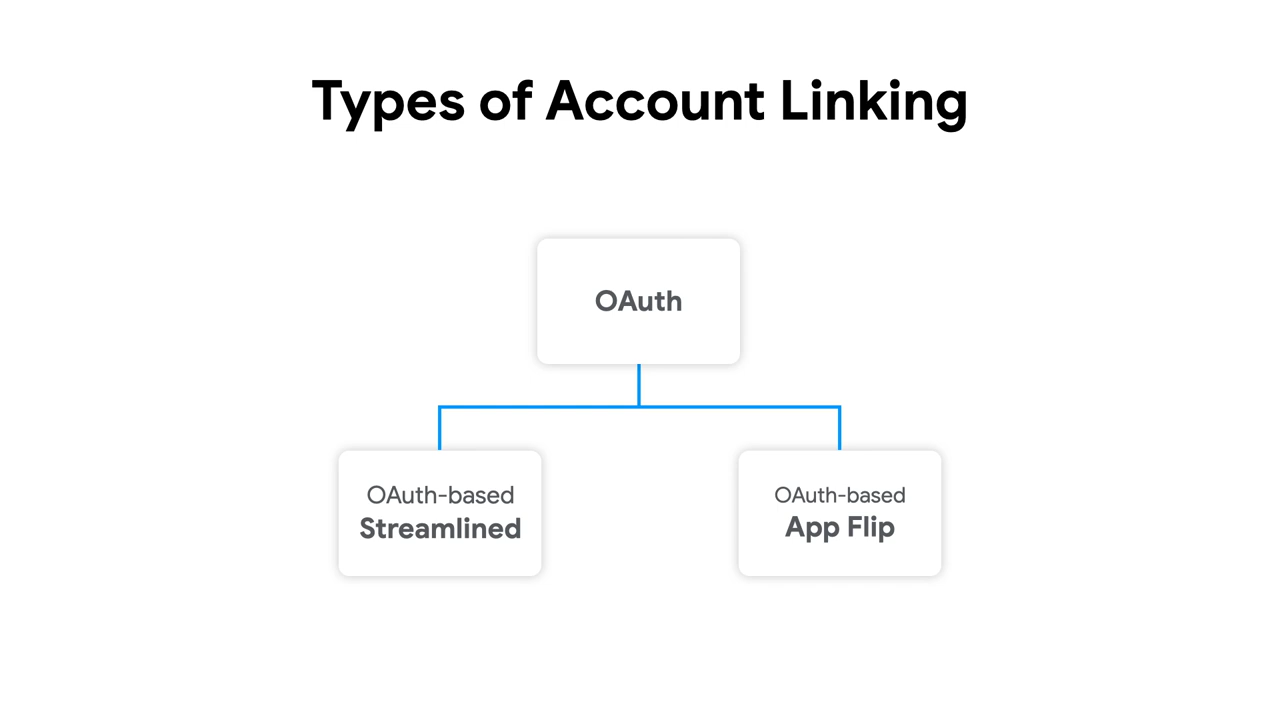 Types of Account Linking
OAuth
OAuth-based
Streamlined
OAuth-based
App Flip